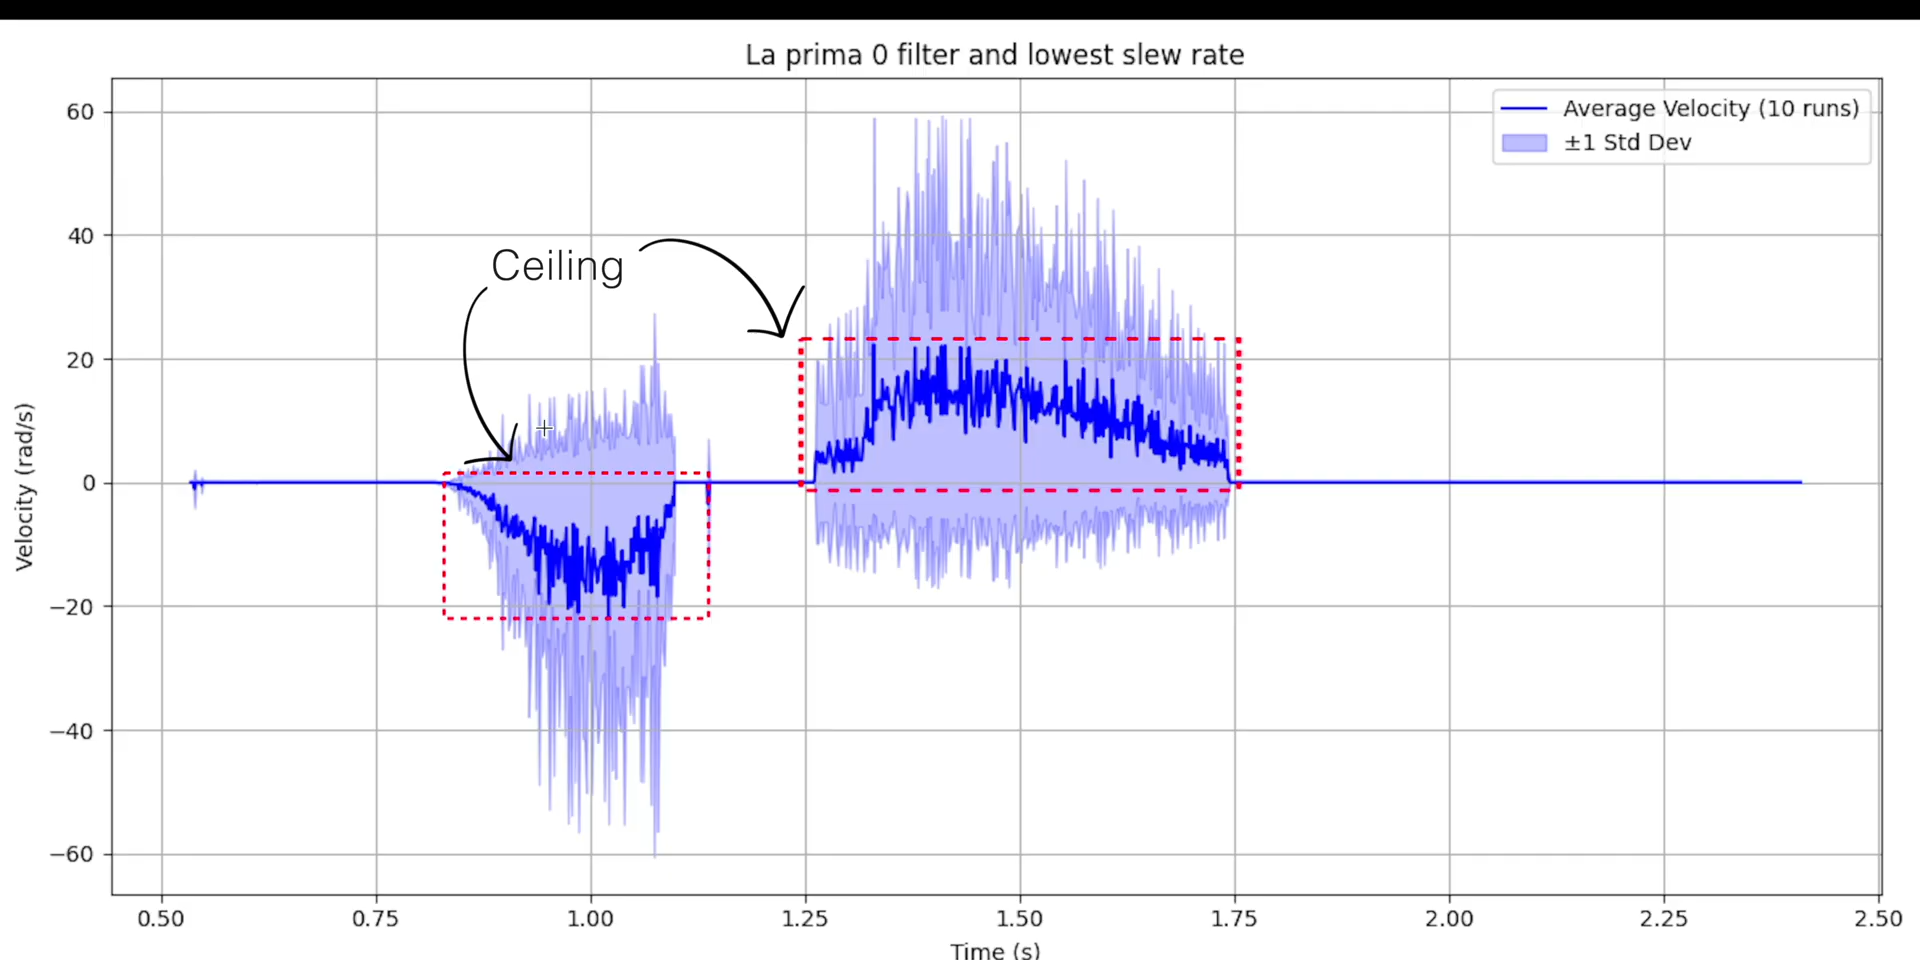 La prima 0 filter and lowest slew rate
Average Velocity (10 runs)
±1 Std Dev
Ceiling
Velocity (rad/s)
60
40
20
0
−20
−40
−60
0.50 0.75 1.00 1.25 1.50 1.75 2.00 2.25 2.50
Time (s)